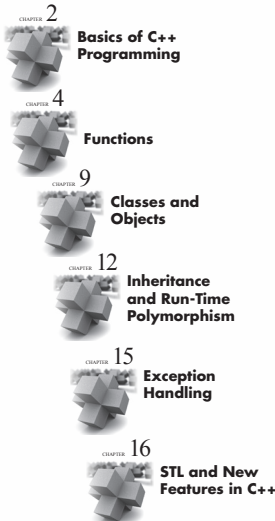 CHAPTER 2
Basics of C++
Programming
CHAPTER 4
Functions
CHAPTER 9
Classes and
Objects
CHAPTER 12
Inheritance
and Run-Time
Polymorphism
CHAPTER 15
Exception
Handling
CHAPTER 16
STL and New
Features in C++